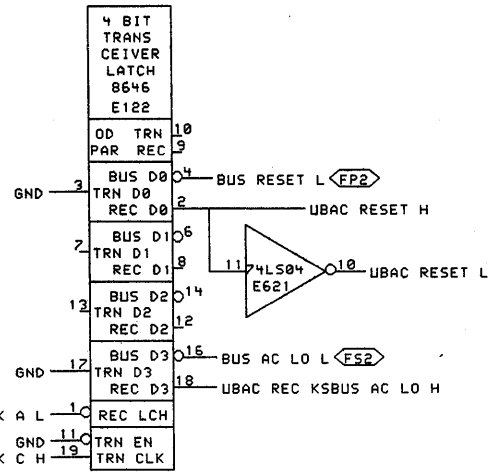 4 BIT
TRANS
CEIVER
LATCH
8646
E122
OD TRN 10
PAR REC 9
BUS D0 4 BUS RESET L FP2
GND 3 TRN D0
REC D0 2 UBAC RESET H
BUS D1 6
7 TRN D1
REC D1 8
11 74LS04 10 UBAC RESET L
E621
BUS D2 14
13 TRN D2
REC D2 12
BUS D3 16 BUS AC LO L FS2
GND 17 TRN D3
REC D3 18 UBAC REC KSBUS AC LO H
K A L 1 REC LCH
GND 11 TRN EN
K C H 19 TRN CLK